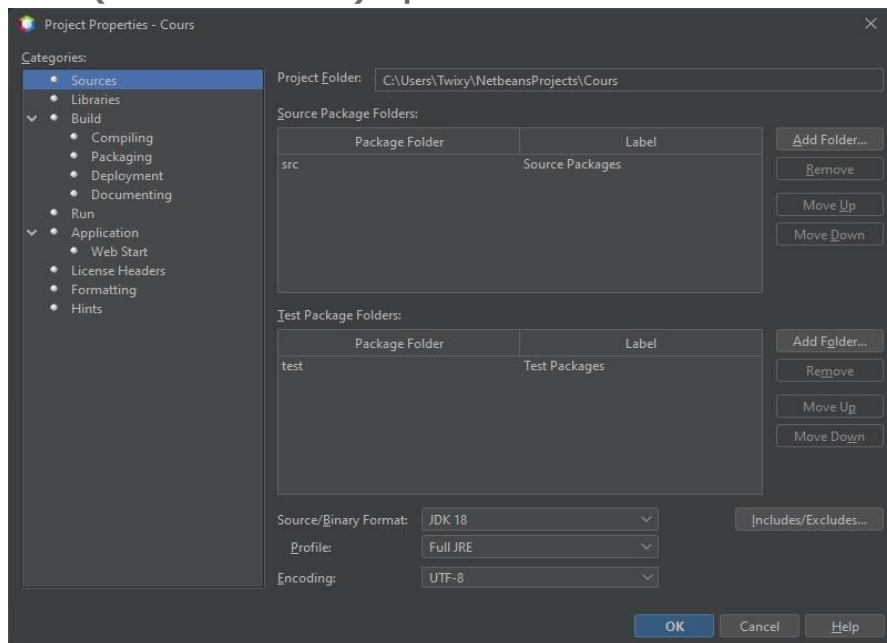 Project Properties - Cours
Categories:
Sources
Libraries
Build
Compiling
Packaging
Deployment
Documenting
Run
Application
Web Start
License Headers
Formatting
Hints
Project Folder: C:\Users\Twixy\NetbeansProjects\Cours
Source Package Folders:
Package Folder Label
src Source Packages
Add Folder...
Remove
Move Up
Move Down
Test Package Folders:
Package Folder Label
test Test Packages
Add Folder...
Remove
Move Up
Move Down
Source/Binary Format: JDK 18
Includes/Excludes...
Profile: Full JRE
Encoding: UTF-8
OK Cancel Help